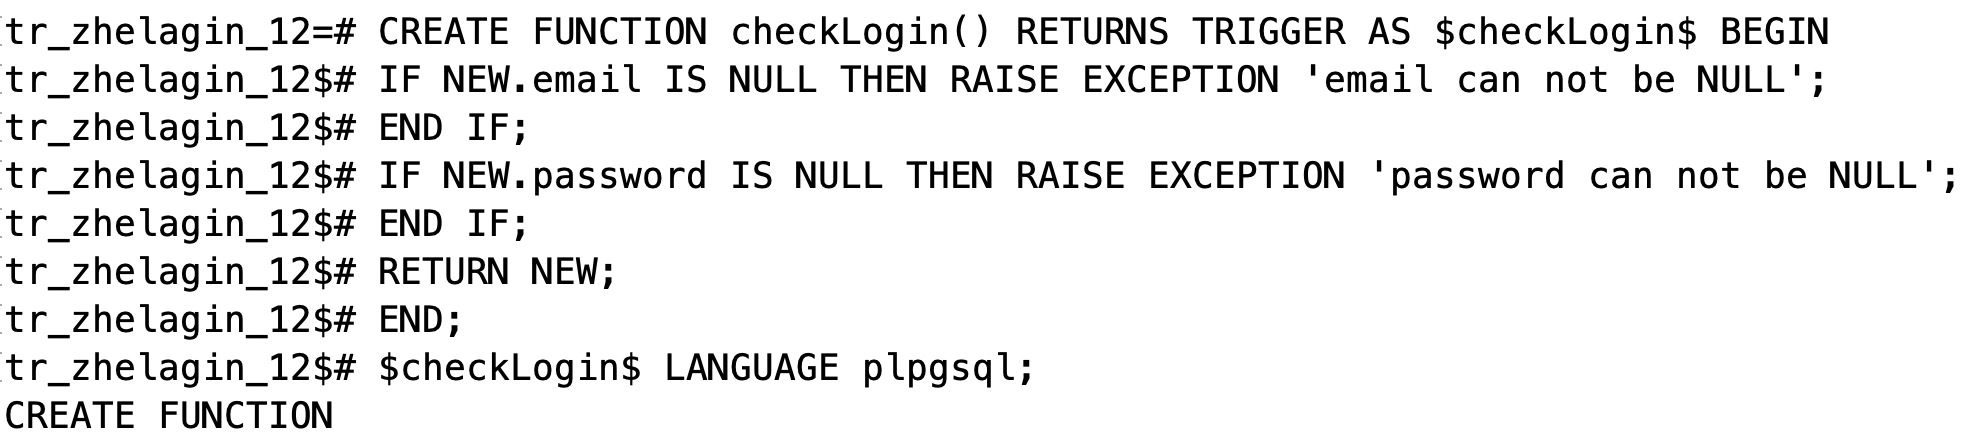 tr_zhelagin_12=# CREATE FUNCTION checkLogin() RETURNS TRIGGER AS $checkLogin$ BEGIN
tr_zhelagin_12$# IF NEW.email IS NULL THEN RAISE EXCEPTION 'email can not be NULL';
tr_zhelagin_12$# END IF;
tr_zhelagin_12$# IF NEW.password IS NULL THEN RAISE EXCEPTION 'password can not be NULL';
tr_zhelagin_12$# END IF;
tr_zhelagin_12$# RETURN NEW;
tr_zhelagin_12$# END;
tr_zhelagin_12$# $checkLogin$ LANGUAGE plpgsql;
CREATE FUNCTION